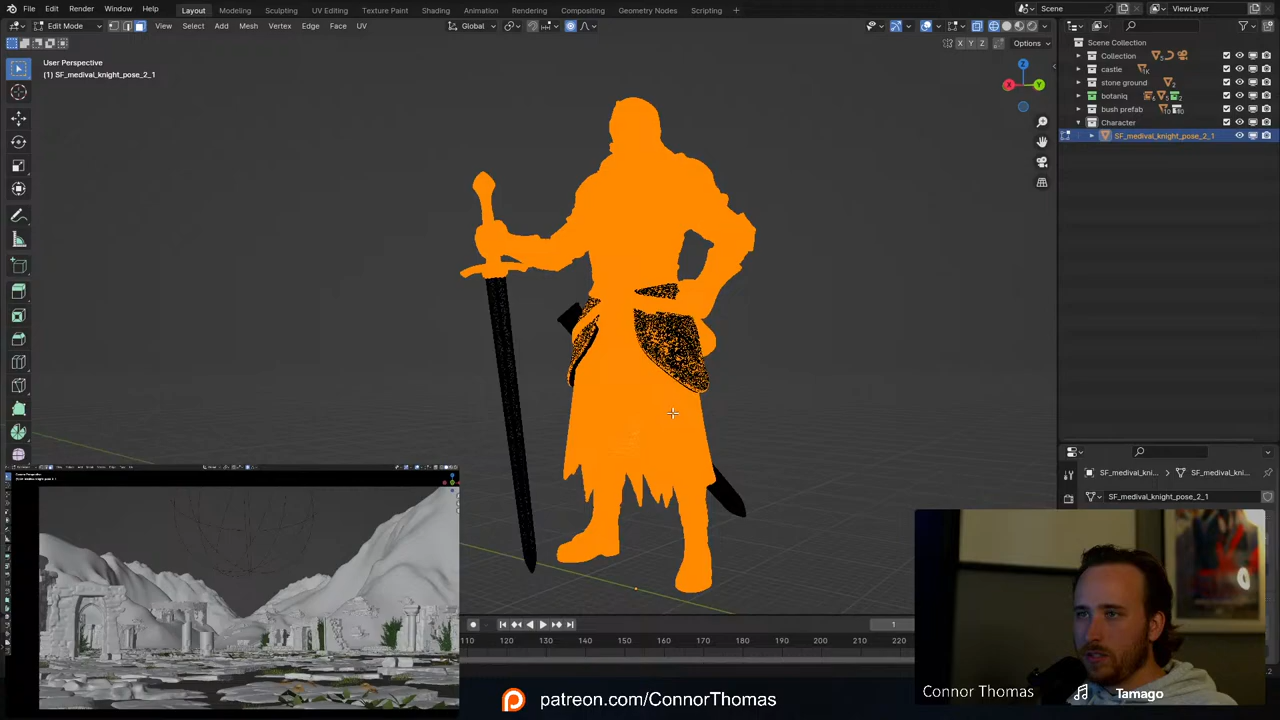 File Edit Render Window Help Layout Modeling Sculpting UV Editing Texture Paint Shading Animation Rendering Compositing Geometry Nodes Scripting Scene ViewLayer
Edit Mode View Select Add Mesh Vertex Edge Face UV Global
X Y Z Options
User Perspective
(1) SF_medival_knight_pose_2_1
Z
X Y
Scene Collection
Collection
castle
stone ground
botaniq
bush prefab
Character
SF_medival_knight_pose_2_1
SF_medival_kni... SF_medival_kni...
SF_medival_knight_pose_2_1
1
110 120 130 140 150 160 170 180 190 200 210 220
patreon.com/ConnorThomas
Connor Thomas Tamago